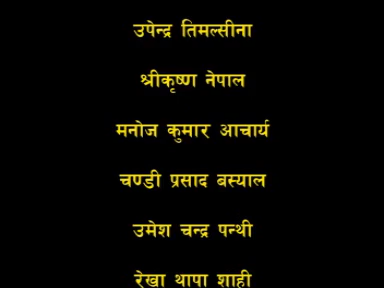 उपेन्द्र तिमल्सीना
श्रीकृष्ण नेपाल
मनोज कुमार आचार्य
चण्डी प्रसाद बस्याल
उमेश चन्द्र पन्थी
रेखा थापा शाही